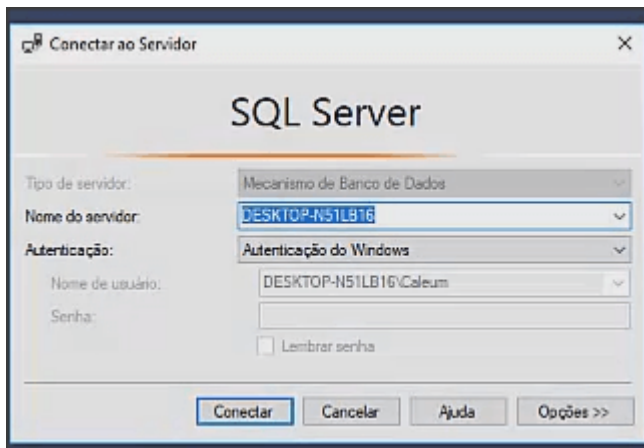 Conectar ao Servidor
SQL Server
Tipo de servidor: Mecanismo de Banco de Dados
Nome do servidor: DESKTOP-N51LB16
Autenticação: Autenticação do Windows
Nome de usuário: DESKTOP-N51LB16\Caleum
Senha:
Lembrar senha
Conectar Cancelar Ajuda Opções >>